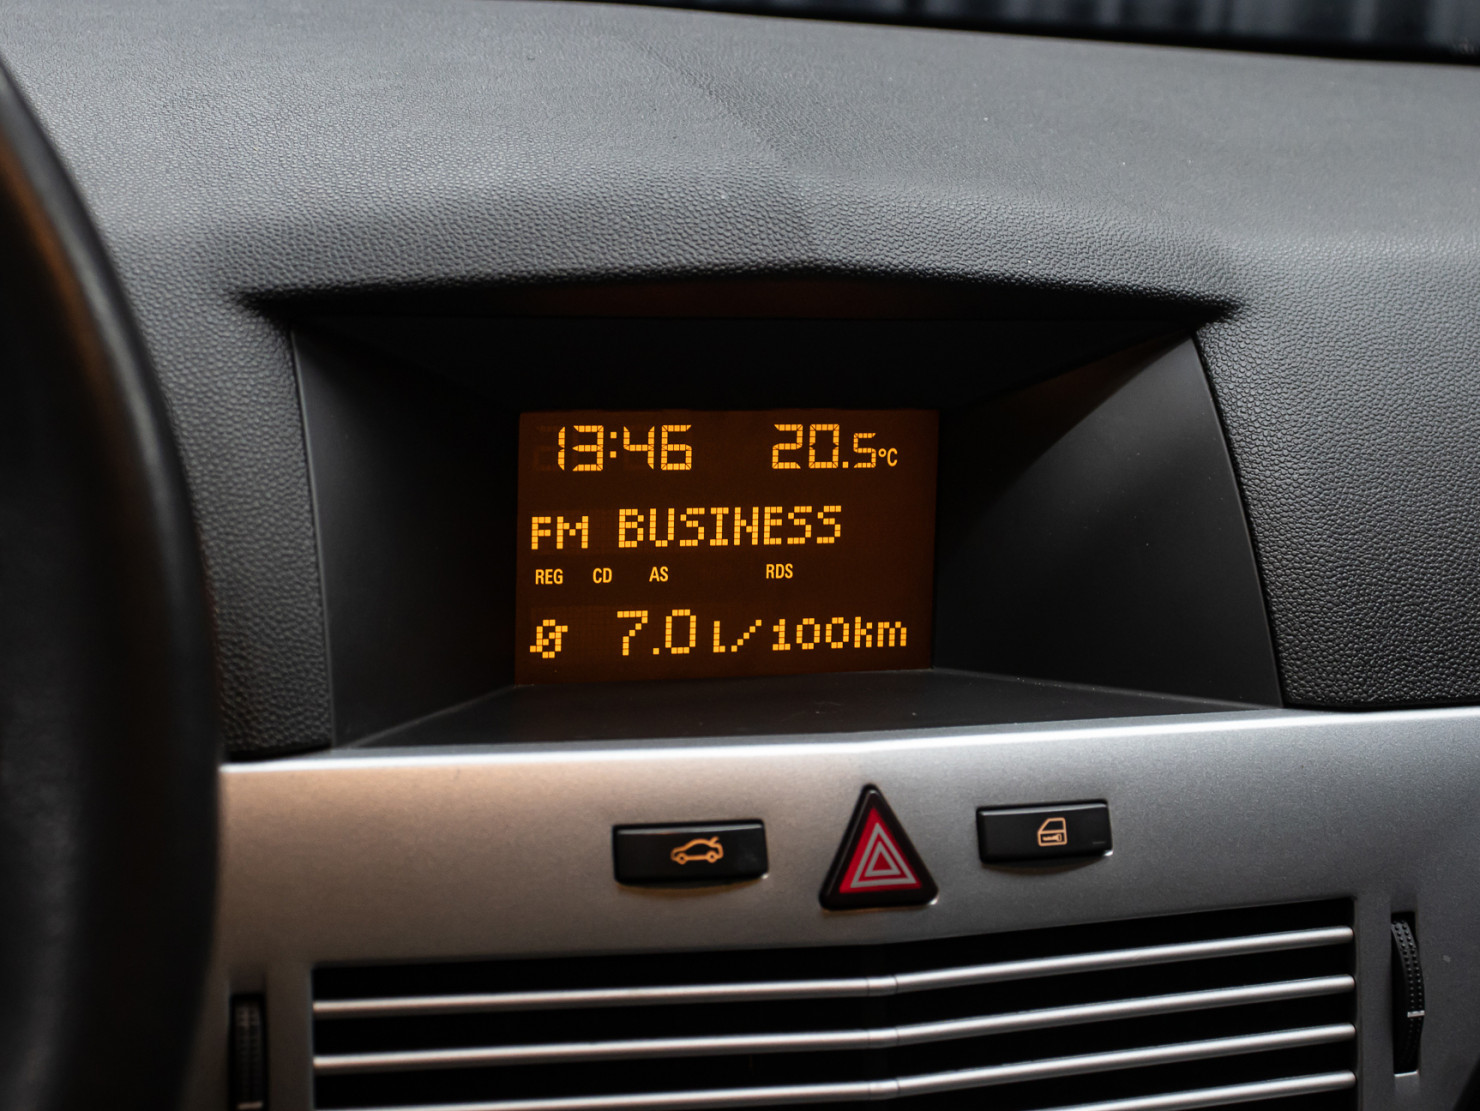 13:46 20.5°C
FM BUSINESS
REG CD AS RDS
Ø 7.0 l/100km